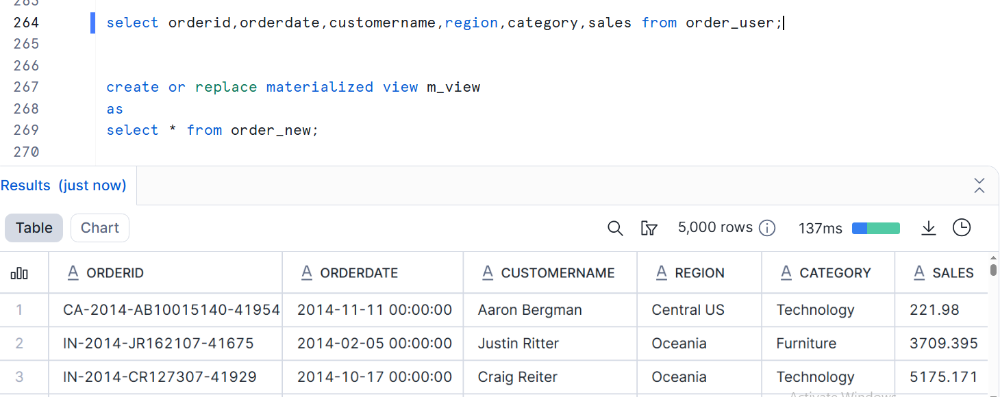 263
264 select orderid,orderdate,customername,region,category,sales from order_user;
265
266
267 create or replace materialized view m_view
268 as
269 select * from order_new;
270
Results (just now)
Table Chart 5,000 rows 137ms
A ORDERID A ORDERDATE A CUSTOMERNAME A REGION A CATEGORY A SALES
1 CA-2014-AB10015140-41954 2014-11-11 00:00:00 Aaron Bergman Central US Technology 221.98
2 IN-2014-JR162107-41675 2014-02-05 00:00:00 Justin Ritter Oceania Furniture 3709.395
3 IN-2014-CR127307-41929 2014-10-17 00:00:00 Craig Reiter Oceania Technology 5175.171
Activate Windows